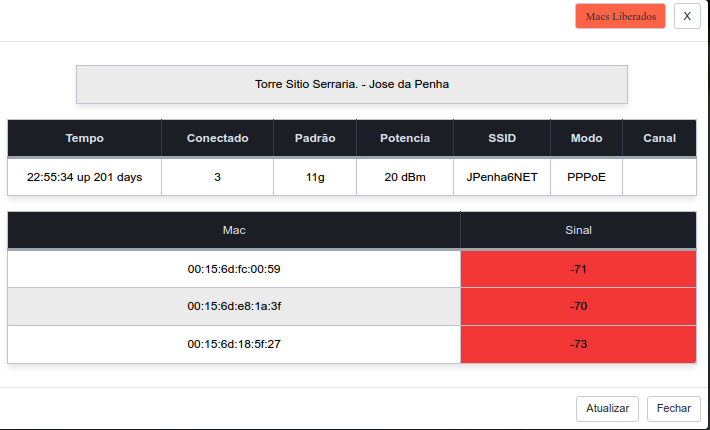 Macs Liberados X
Torre Sitio Serraria. - Jose da Penha
Tempo Conectado Padrão Potencia SSID Modo Canal
22:55:34 up 201 days 3 11g 20 dBm JPenha6NET PPPoE
Mac Sinal
00:15:6d:fc:00:59 -71
00:15:6d:e8:1a:3f -70
00:15:6d:18:5f:27 -73
Atualizar Fechar